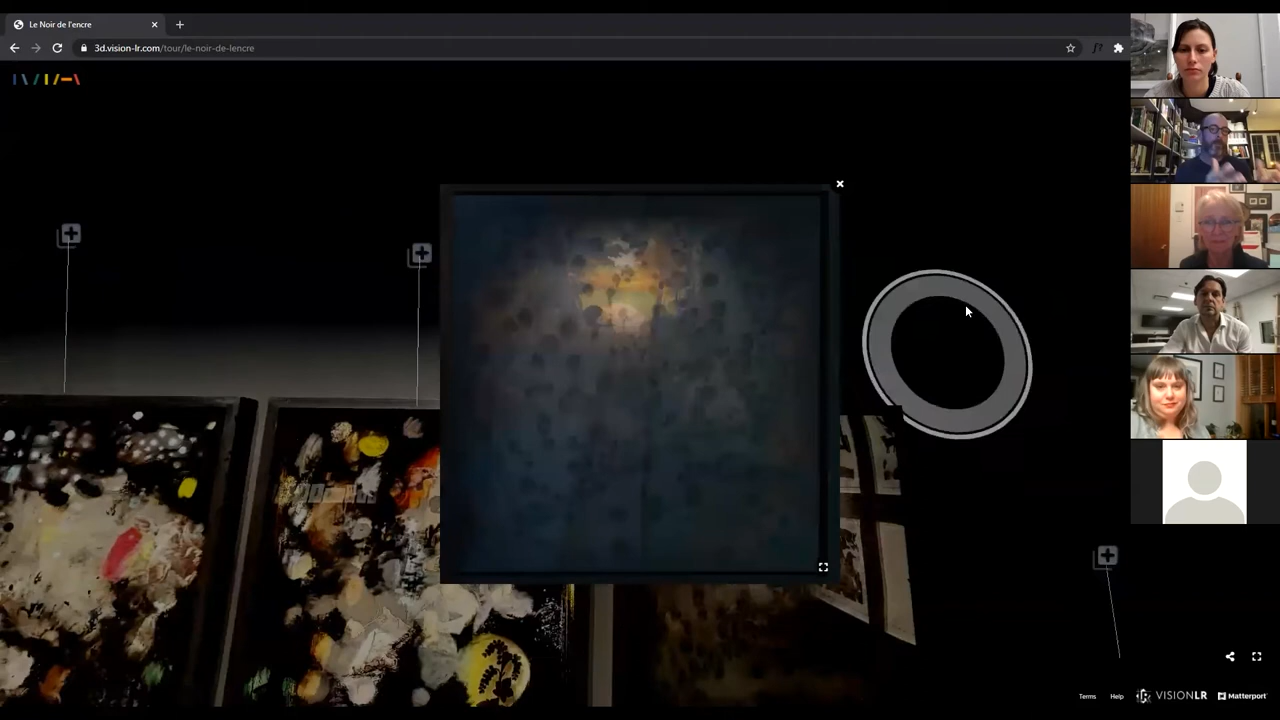 Le Noir de l'encre
3d.vision-lr.com/tour/le-noir-de-lencre
f?
Terms
Help
VISIONLR
Matterport